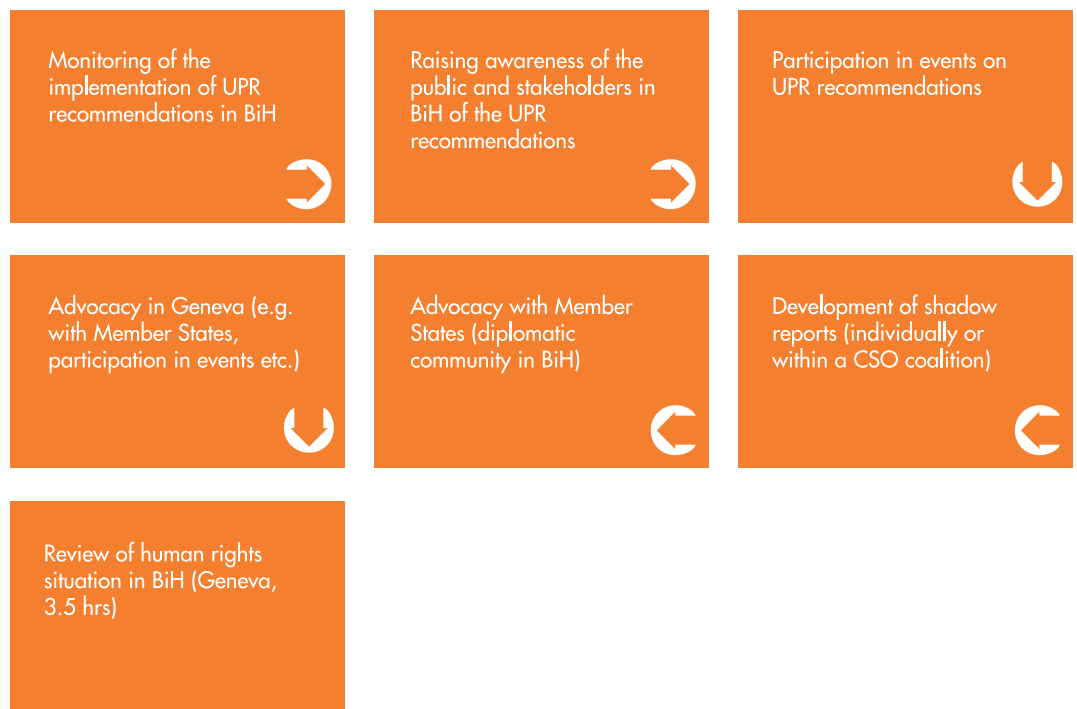 Monitoring of the
implementation of UPR
recommendations in BiH
Raising awareness of the
public and stakeholders in
BiH of the UPR
recommendations
Participation in events on
UPR recommendations
Advocacy in Geneva (e.g.
with Member States,
participation in events etc.)
Advocacy with Member
States (diplomatic
community in BiH)
Development of shadow
reports (individually or
within a CSO coalition)
Review of human rights
situation in BiH (Geneva,
3.5 hrs)